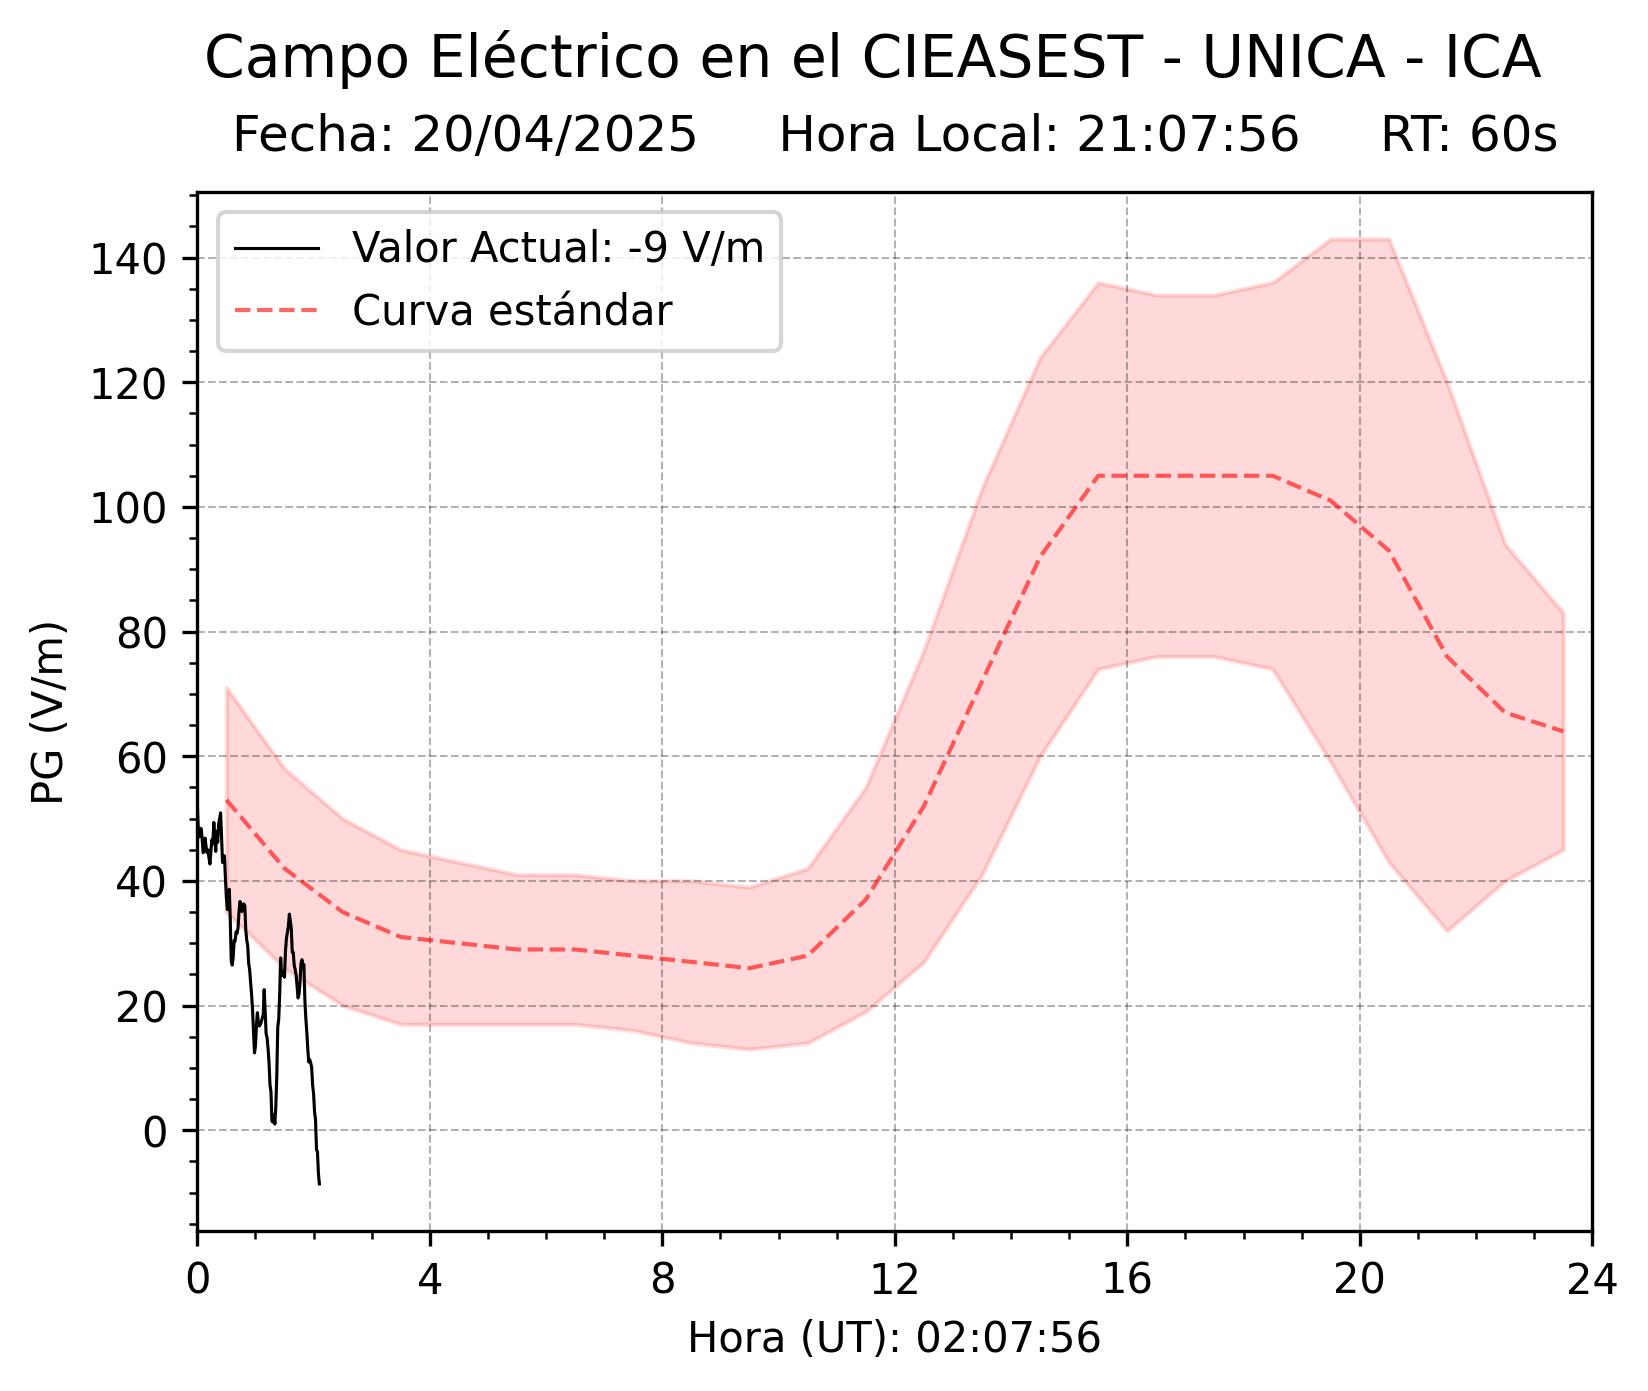 Campo Eléctrico en el CIEASEST - UNICA - ICA
Fecha: 20/04/2025 Hora Local: 21:07:56 RT: 60s
Valor Actual: -9 V/m
Curva estándar
140
120
100
80
60
40
20
0
PG (V/m)
0 4 8 12 16 20 24
Hora (UT): 02:07:56